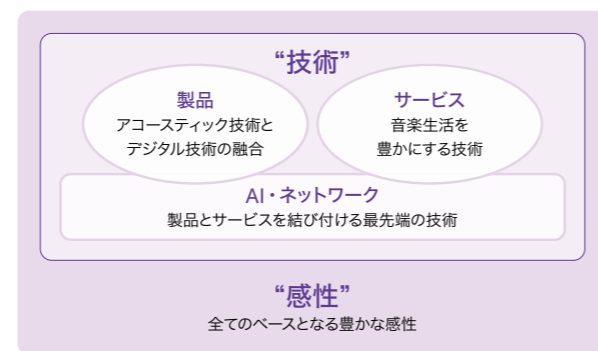 “技術”
製品
アコースティック技術と
デジタル技術の融合
サービス
音楽生活を
豊かにする技術
AI・ネットワーク
製品とサービスを結び付ける最先端の技術
“感性”
全てのベースとなる豊かな感性